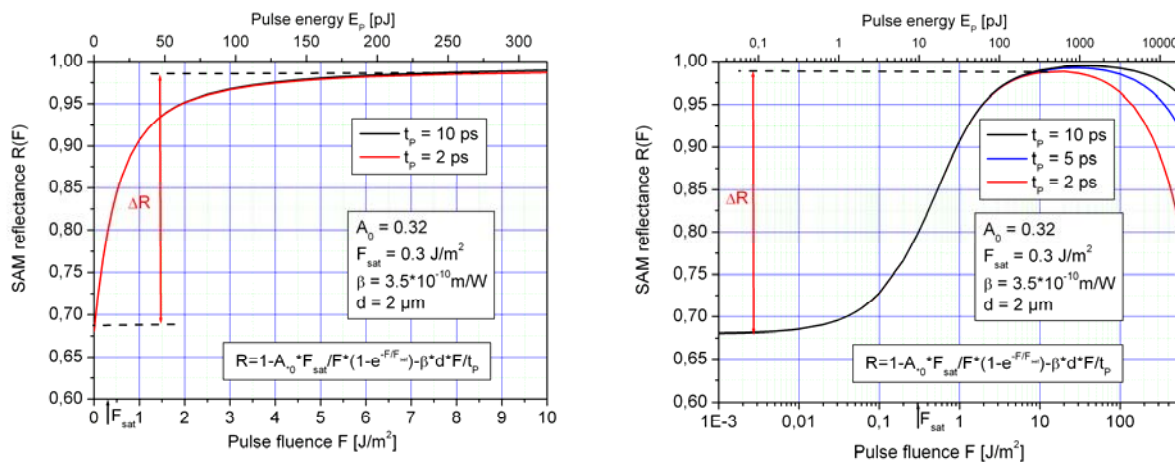 Pulse energy E_P [pJ]
0 50 100 150 200 250 300
1,00
0,95
0,90
0,85
0,80
0,75
0,70
0,65
0,60
SAM reflectance R(F)
t_P = 10 ps
t_P = 2 ps
ΔR
A_0 = 0.32
F_sat = 0.3 J/m²
β = 3.5*10⁻¹⁰ m/W
d = 2 µm
R=1-A_0*F_sat/F*(1-e^-F/F_sat)-β*d*F/t_P
0 1 2 3 4 5 6 7 8 9 10
F_sat
Pulse fluence F [J/m²]
Pulse energy E_P [pJ]
0,1 1 10 100 1000 10000
1,00
0,95
0,90
0,85
0,80
0,75
0,70
0,65
0,60
SAM reflectance R(F)
t_P = 10 ps
t_P = 5 ps
t_P = 2 ps
ΔR
A_0 = 0.32
F_sat = 0.3 J/m²
β = 3.5*10⁻¹⁰ m/W
d = 2 µm
R=1-A_0*F_sat/F*(1-e^-F/F_sat)-β*d*F/t_P
1E-3 0,01 0,1 1 10 100
F_sat
Pulse fluence F [J/m²]